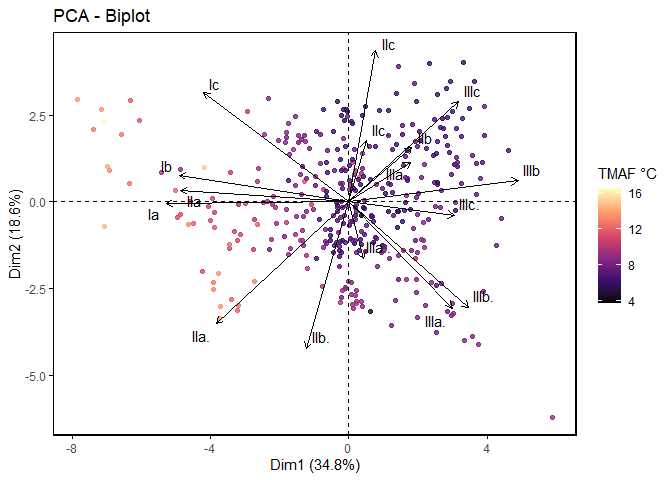 PCA - Biplot
IIc
Ic
IIIc
IIc
IIb
TMAF °C
Ib
IIIa
IIIb
16
IIa
IIIc.
12
Ia
8
IIIa.
4
IIIb.
IIa.
IIb.
IIIa.
2.5
0.0
-2.5
-5.0
Dim2 (18.6%)
-8
-4
0
4
Dim1 (34.8%)